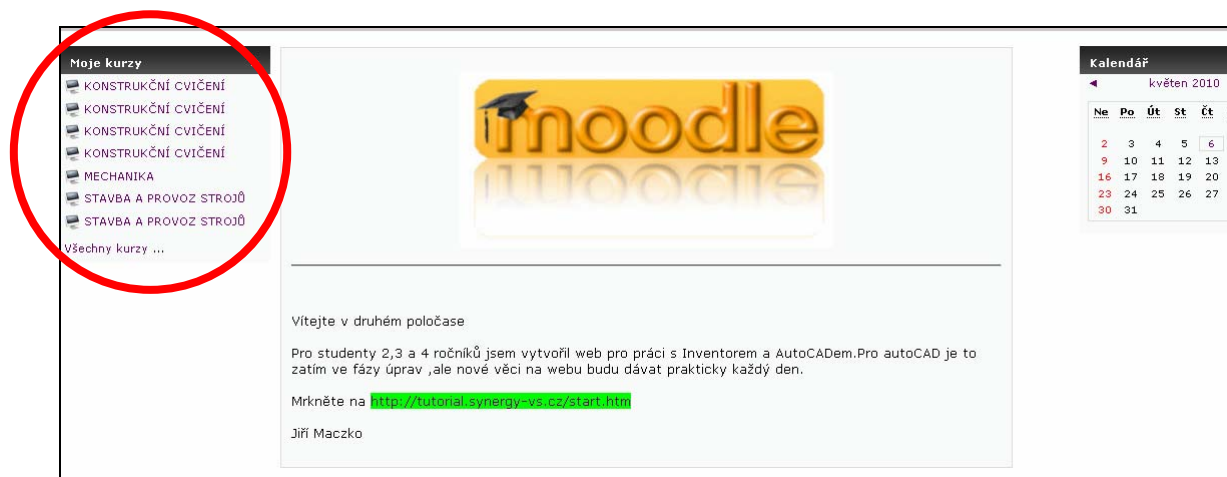 Moje kurzy
KONSTRUKČNÍ CVIČENÍ
KONSTRUKČNÍ CVIČENÍ
KONSTRUKČNÍ CVIČENÍ
KONSTRUKČNÍ CVIČENÍ
MECHANIKA
STAVBA A PROVOZ STROJŮ
STAVBA A PROVOZ STROJŮ
Všechny kurzy ...
moodle
Vítejte v druhém poločase
Pro studenty 2,3 a 4 ročníků jsem vytvořil web pro práci s Inventorem a AutoCADem.Pro autoCAD je to
zatím ve fázy úprav ,ale nové věci na webu budu dávat prakticky každý den.
Mrkněte na http://tutorial.synergy-vs.cz/start.htm
Jiří Maczko
Kalendář
◄ květen 2010
Ne Po Út St Čt
2 3 4 5 6
9 10 11 12 13
16 17 18 19 20
23 24 25 26 27
30 31